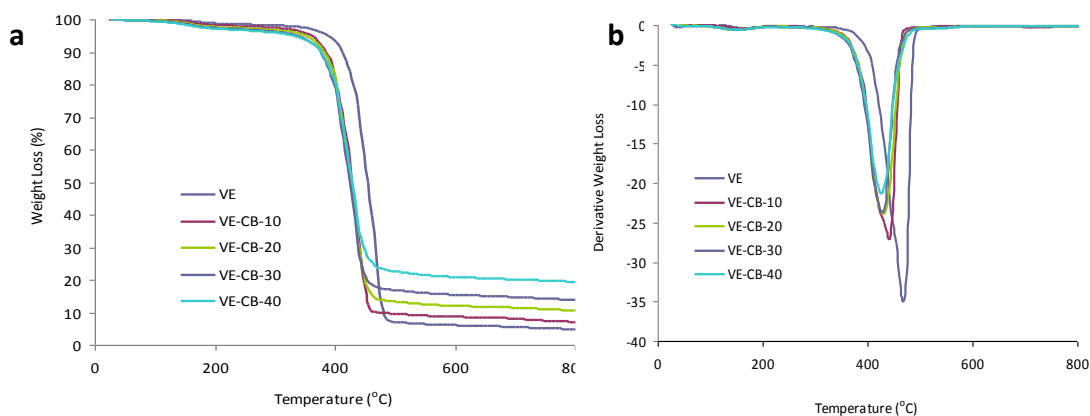 a
Weight Loss (%)
100
90
80
70
60
50
40
30
20
10
0
VE
VE-CB-10
VE-CB-20
VE-CB-30
VE-CB-40
0 200 400 600 80
Temperature (°C)
b
Derivative Weight Loss
0
-5
-10
-15
-20
-25
-30
-35
-40
VE
VE-CB-10
VE-CB-20
VE-CB-30
VE-CB-40
0 200 400 600 800
Temperature (°C)